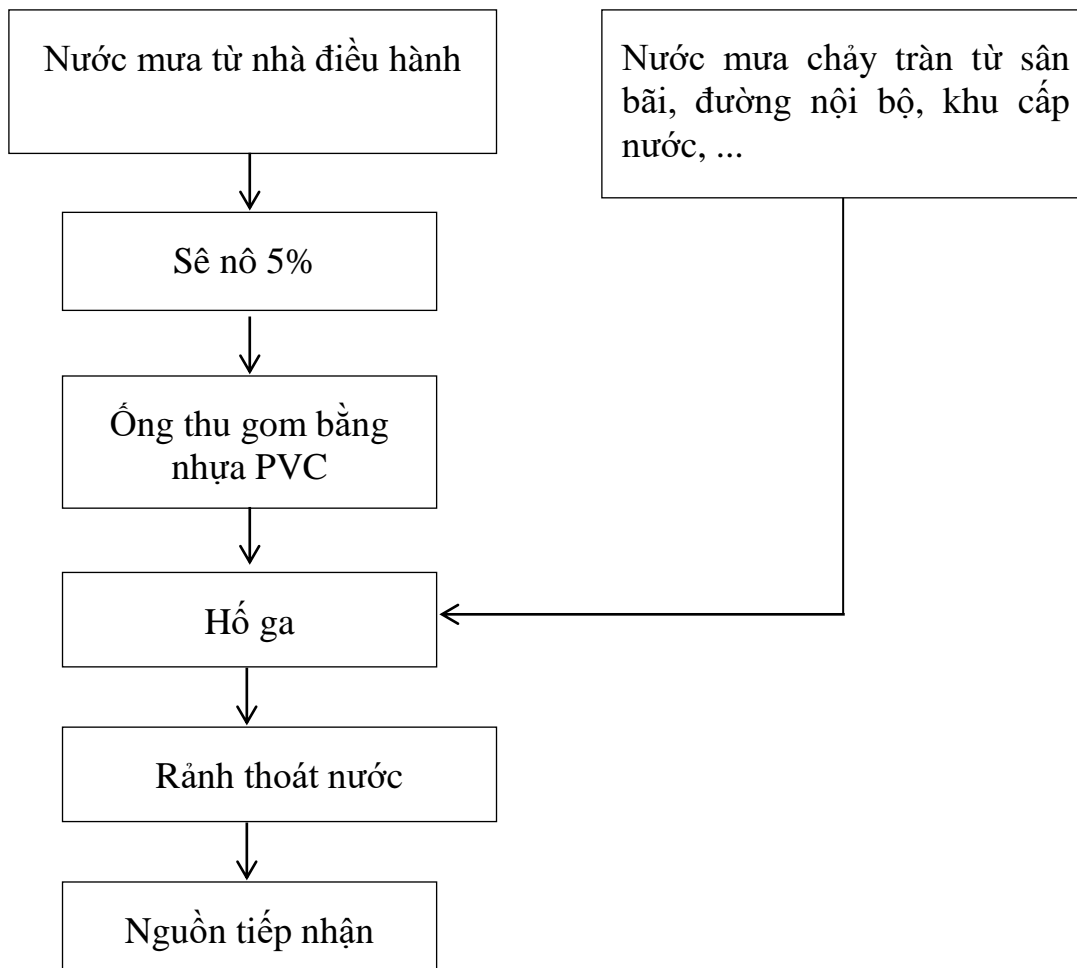 Nước mưa từ nhà điều hành
Nước mưa chảy tràn từ sân
bãi, đường nội bộ, khu cấp
nước, ...
Sê nô 5%
Ống thu gom bằng
nhựa PVC
Hố ga
Rảnh thoát nước
Nguồn tiếp nhận